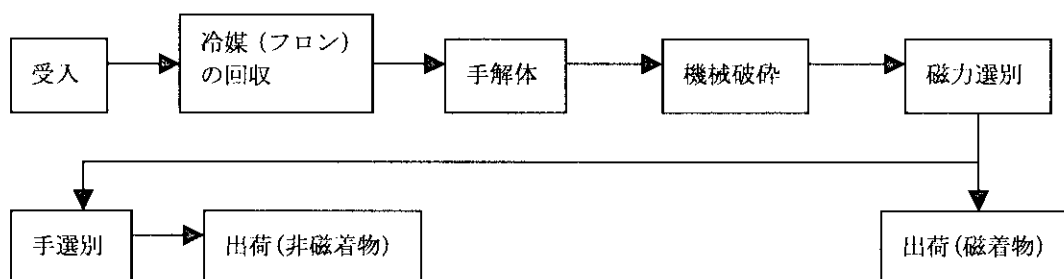 受入
冷媒（フロン）
の回収
手解体
機械破砕
磁力選別
手選別
出荷(非磁着物)
出荷(磁着物)